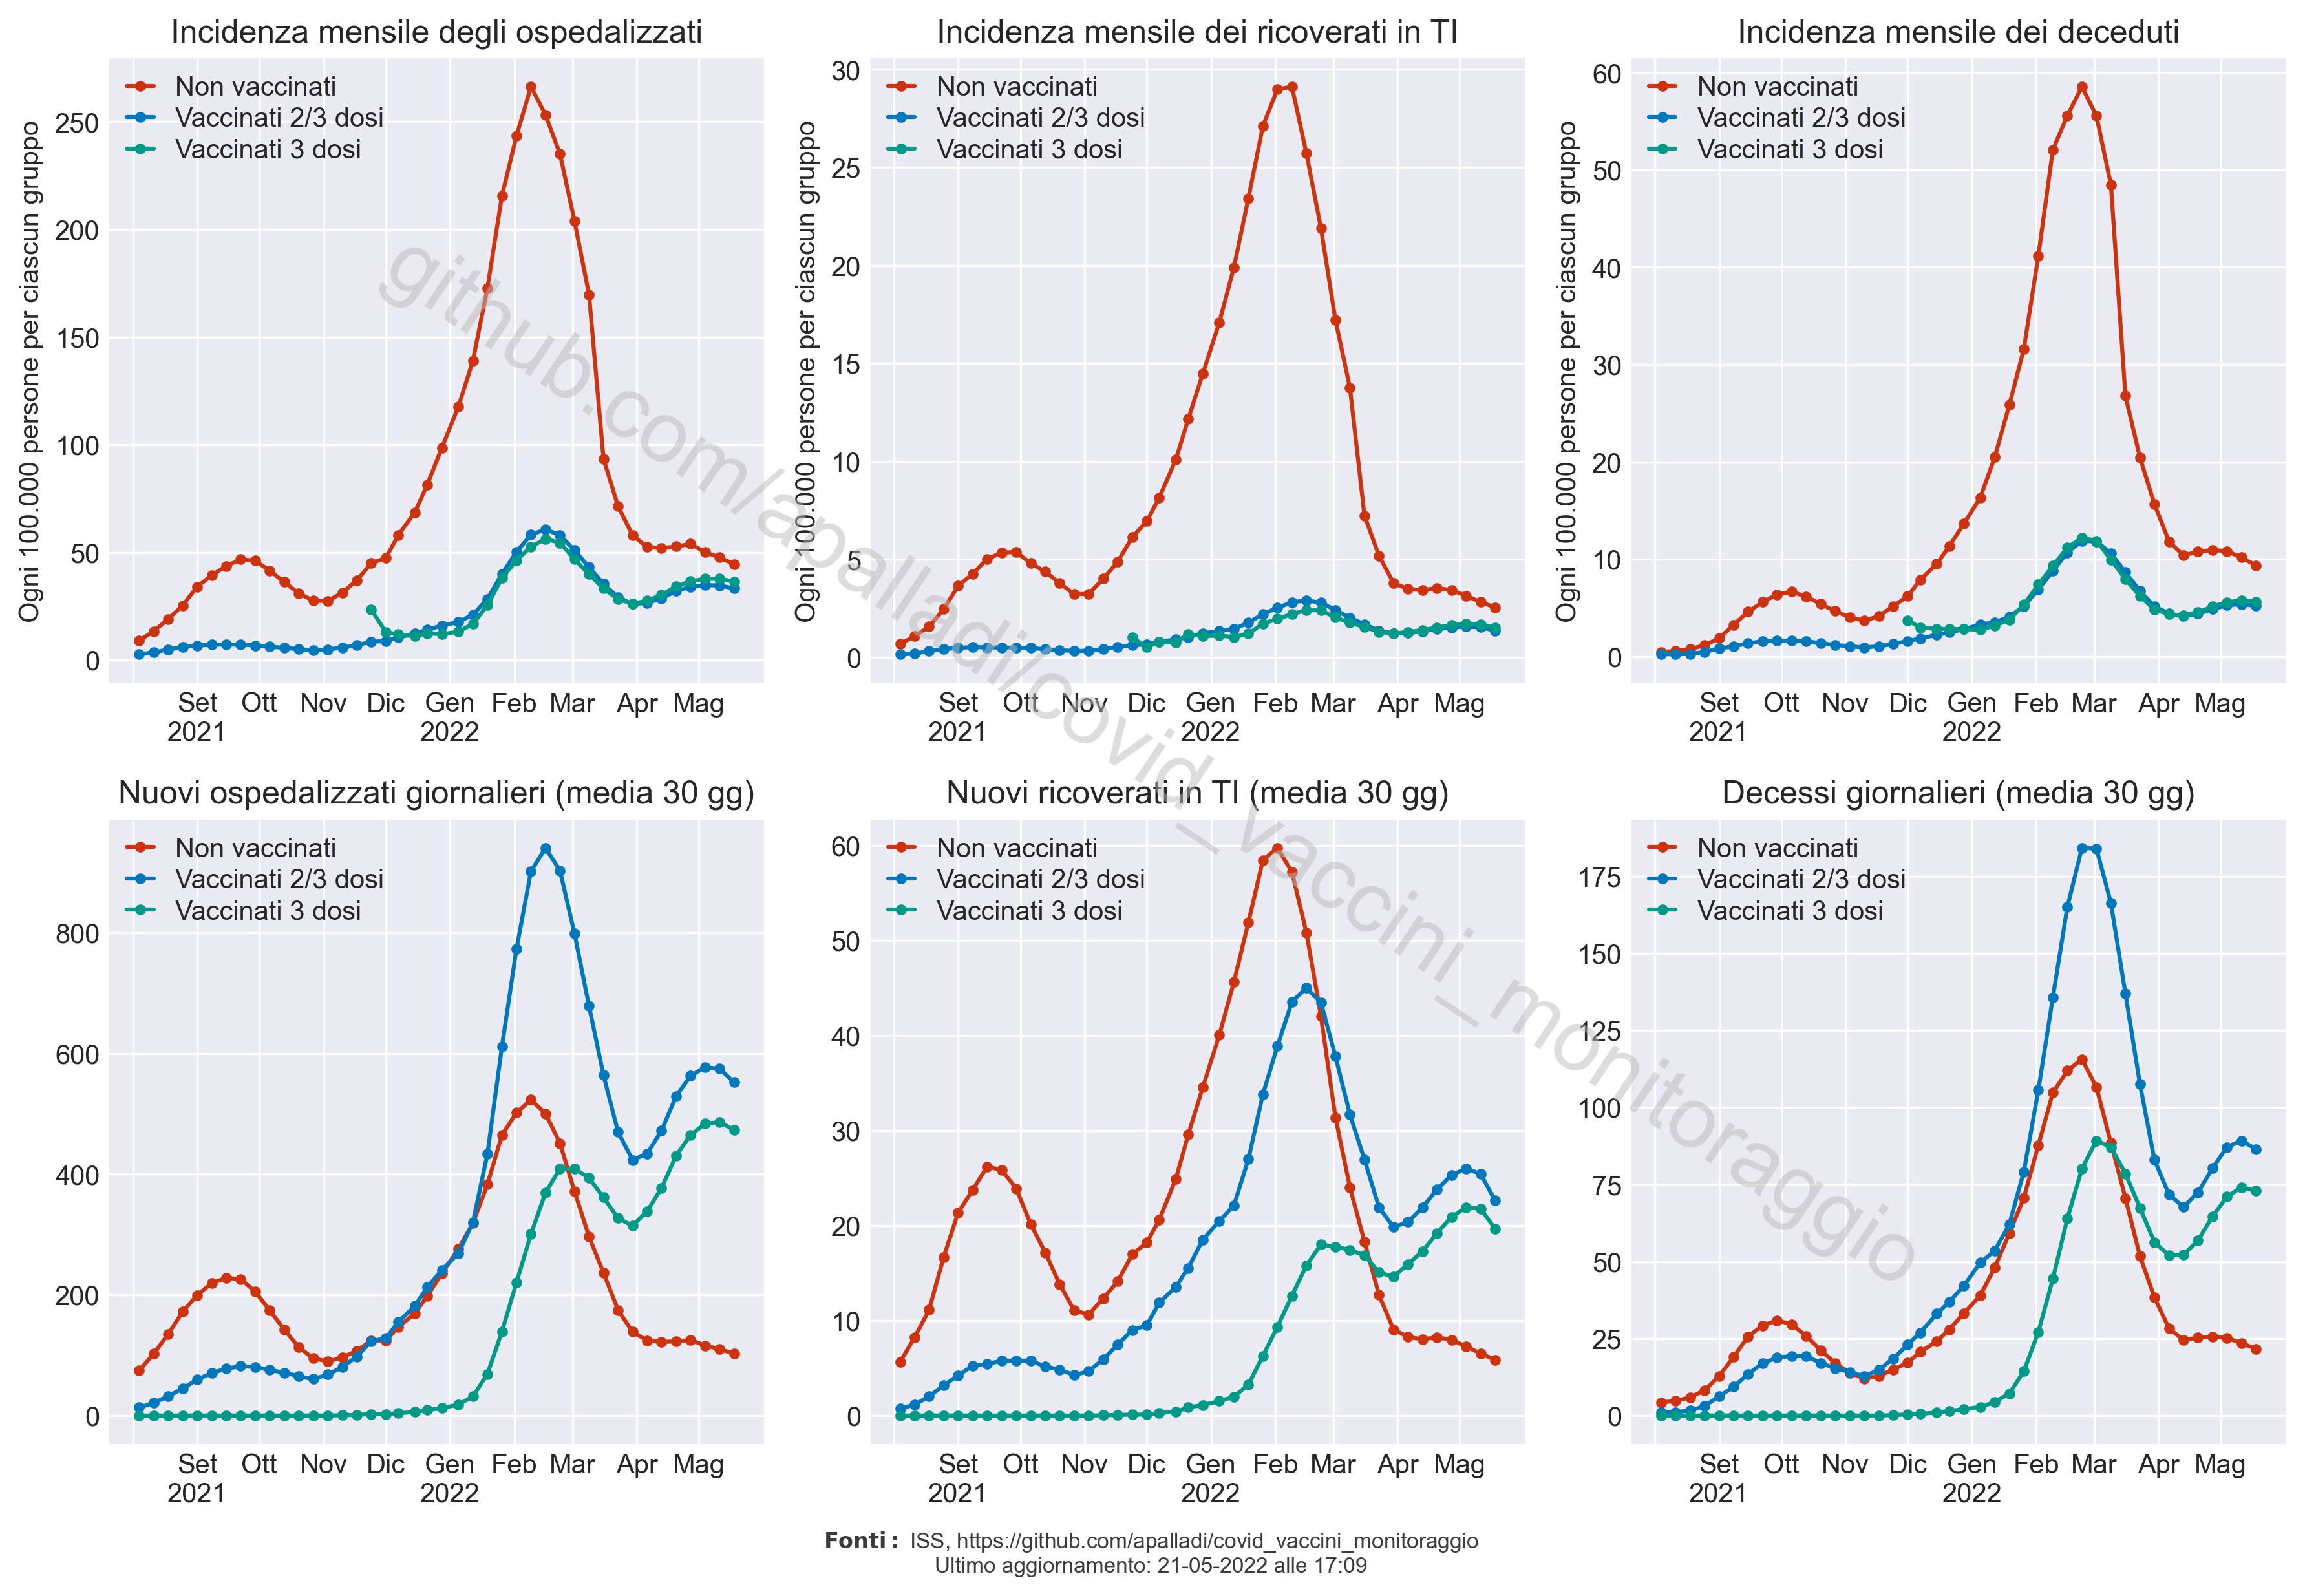 Incidenza mensile degli ospedalizzati
Ogni 100.000 persone per ciascun gruppo
250
200
150
100
50
0
Non vaccinati
Vaccinati 2/3 dosi
Vaccinati 3 dosi
Set Ott Nov Dic Gen Feb Mar Apr Mag
2021 2022
Incidenza mensile dei ricoverati in TI
Ogni 100.000 persone per ciascun gruppo
30
25
20
15
10
5
0
Non vaccinati
Vaccinati 2/3 dosi
Vaccinati 3 dosi
Set Ott Nov Dic Gen Feb Mar Apr Mag
2021 2022
Incidenza mensile dei deceduti
Ogni 100.000 persone per ciascun gruppo
60
50
40
30
20
10
0
Non vaccinati
Vaccinati 2/3 dosi
Vaccinati 3 dosi
Set Ott Nov Dic Gen Feb Mar Apr Mag
2021 2022
Nuovi ospedalizzati giornalieri (media 30 gg)
800
600
400
200
0
Non vaccinati
Vaccinati 2/3 dosi
Vaccinati 3 dosi
Set Ott Nov Dic Gen Feb Mar Apr Mag
2021 2022
Nuovi ricoverati in TI (media 30 gg)
60
50
40
30
20
10
0
Non vaccinati
Vaccinati 2/3 dosi
Vaccinati 3 dosi
Set Ott Nov Dic Gen Feb Mar Apr Mag
2021 2022
Decessi giornalieri (media 30 gg)
175
150
125
100
75
50
25
0
Non vaccinati
Vaccinati 2/3 dosi
Vaccinati 3 dosi
Set Ott Nov Dic Gen Feb Mar Apr Mag
2021 2022
github.com/apalladi/covid_vaccini_monitoraggio
Fonti: ISS, https://github.com/apalladi/covid_vaccini_monitoraggio
Ultimo aggiornamento: 21-05-2022 alle 17:09